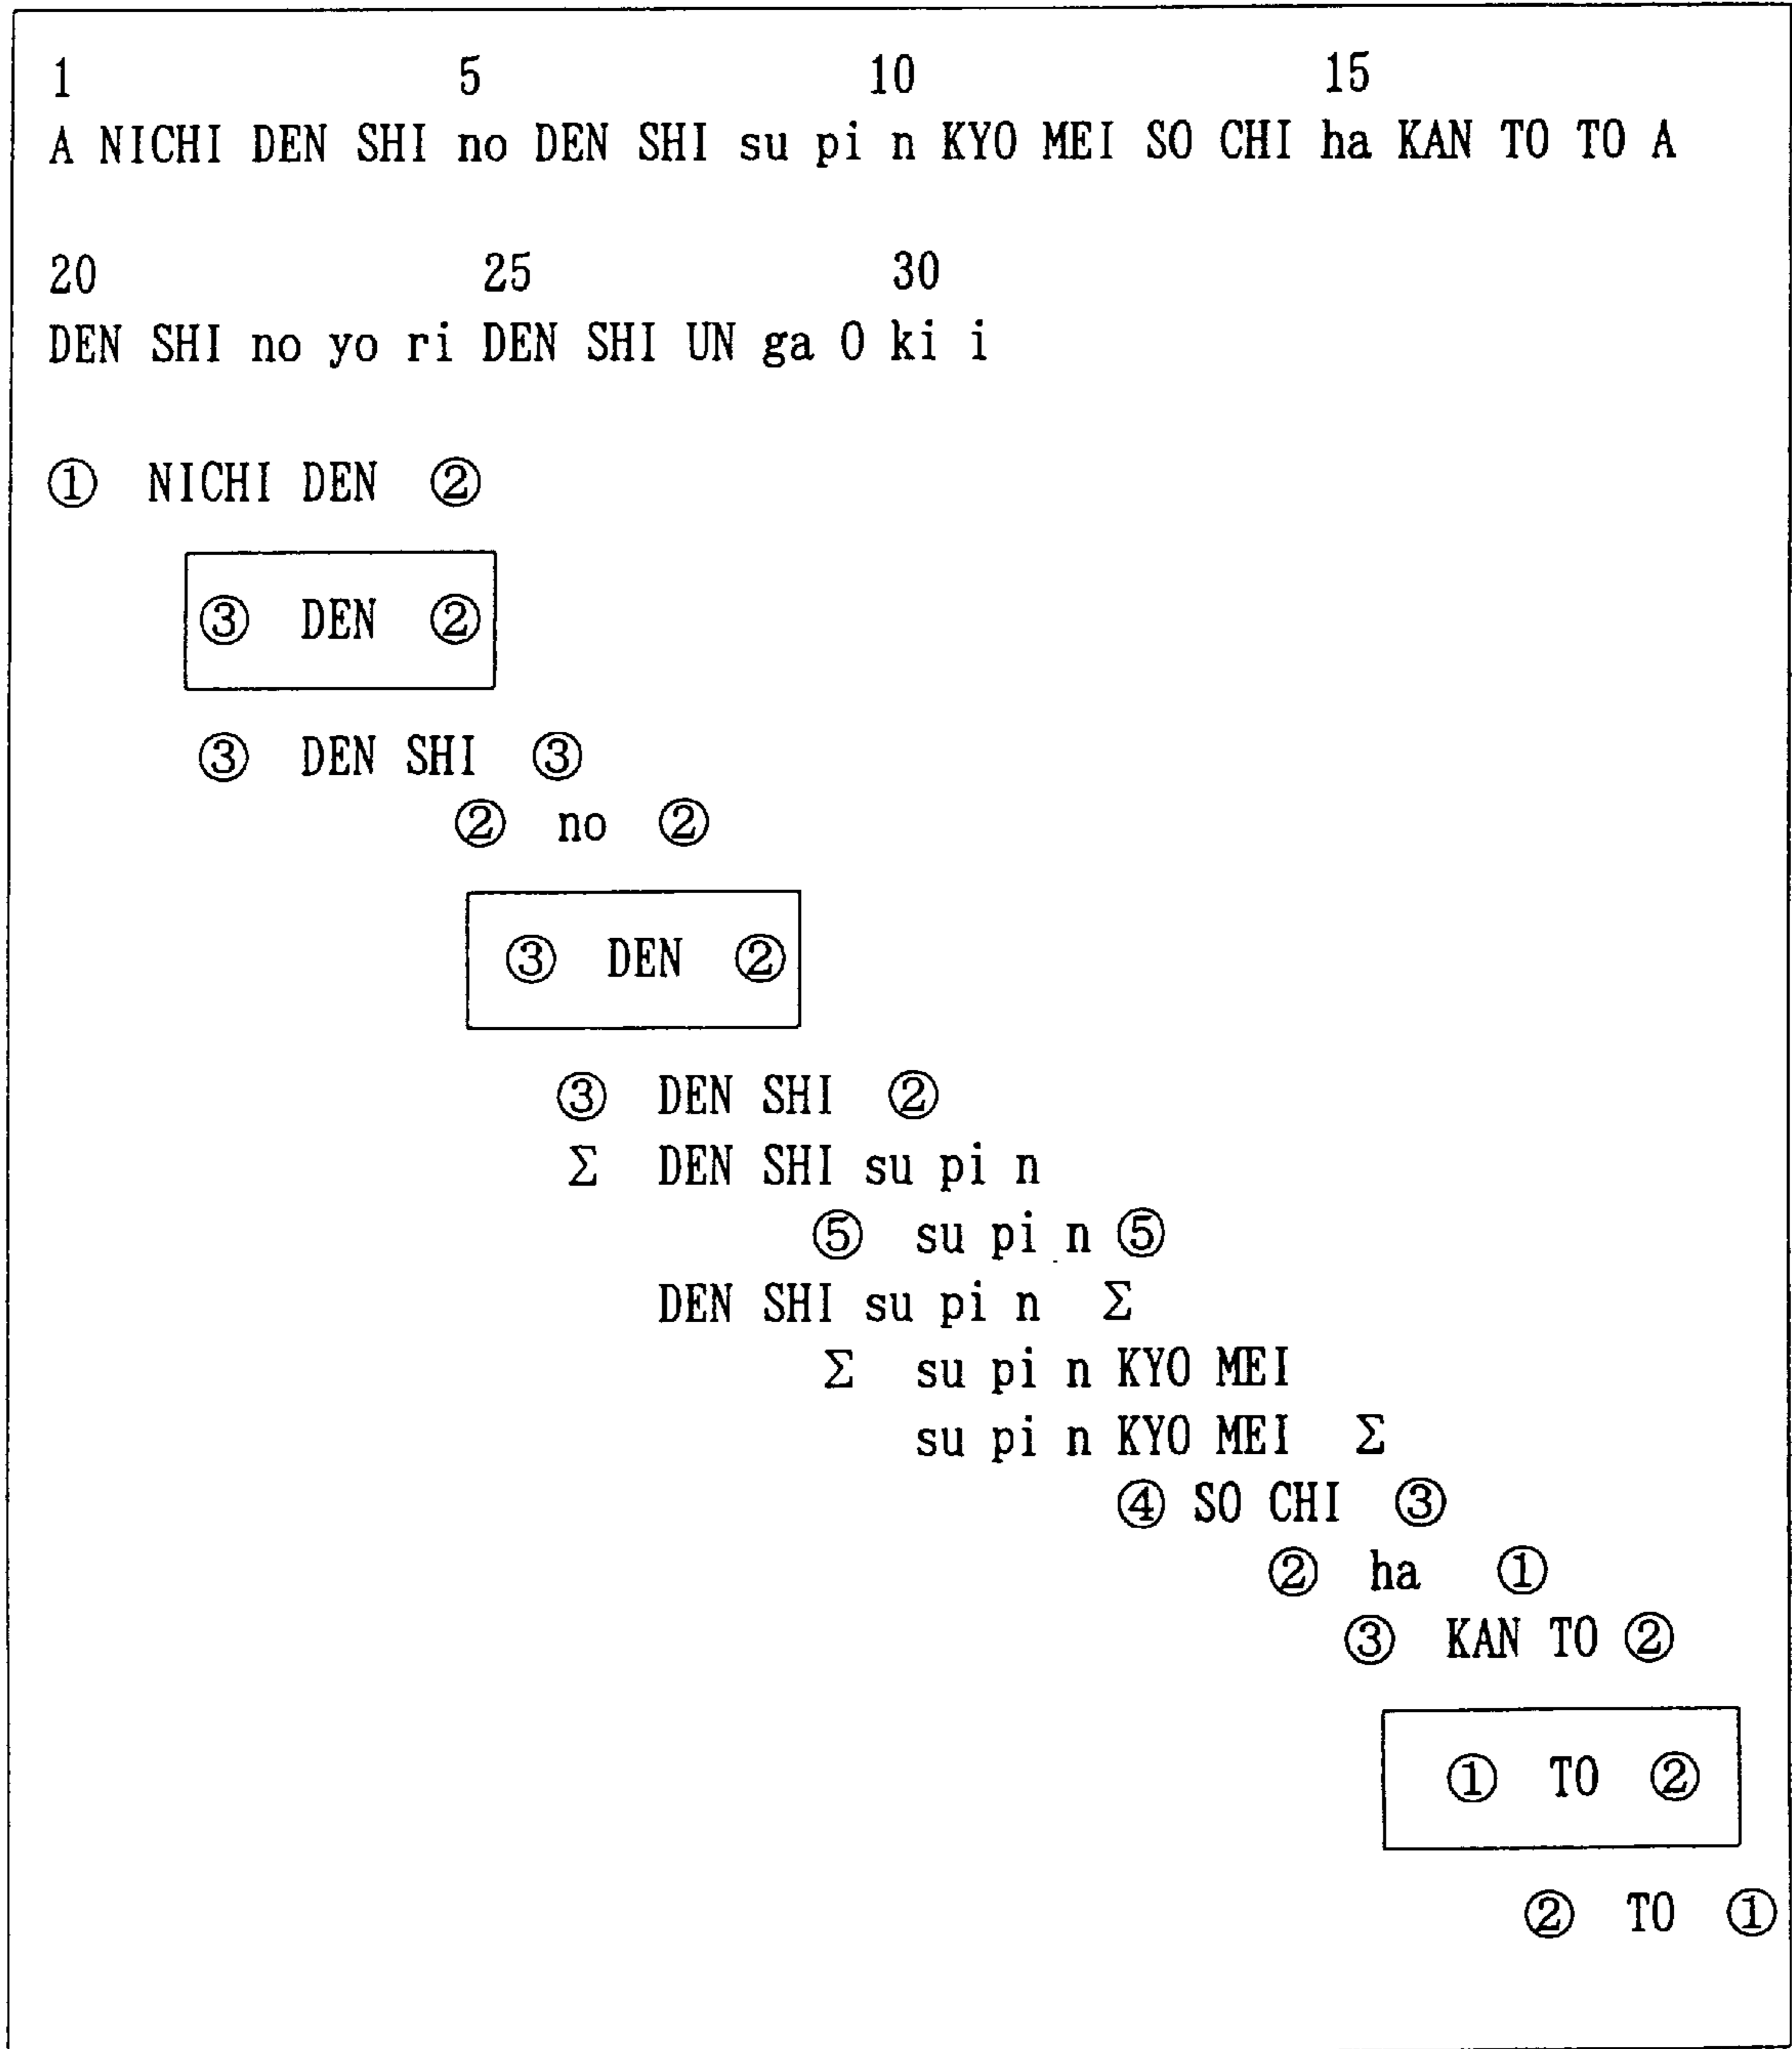 1 5 10 15
A NICHI DEN SHI no DEN SHI su pi n KYO MEI SO CHI ha KAN TO TO A
20 25 30
DEN SHI no yo ri DEN SHI UN ga O ki i
① NICHI DEN ②
③ DEN ②
③ DEN SHI ③
② no ②
③ DEN ②
③ DEN SHI ②
Σ DEN SHI su pi n
⑤ su pi n ⑤
DEN SHI su pi n Σ
Σ su pi n KYO MEI
su pi n KYO MEI Σ
④ SO CHI ③
② ha ①
③ KAN TO ②
① TO ②
② TO ①